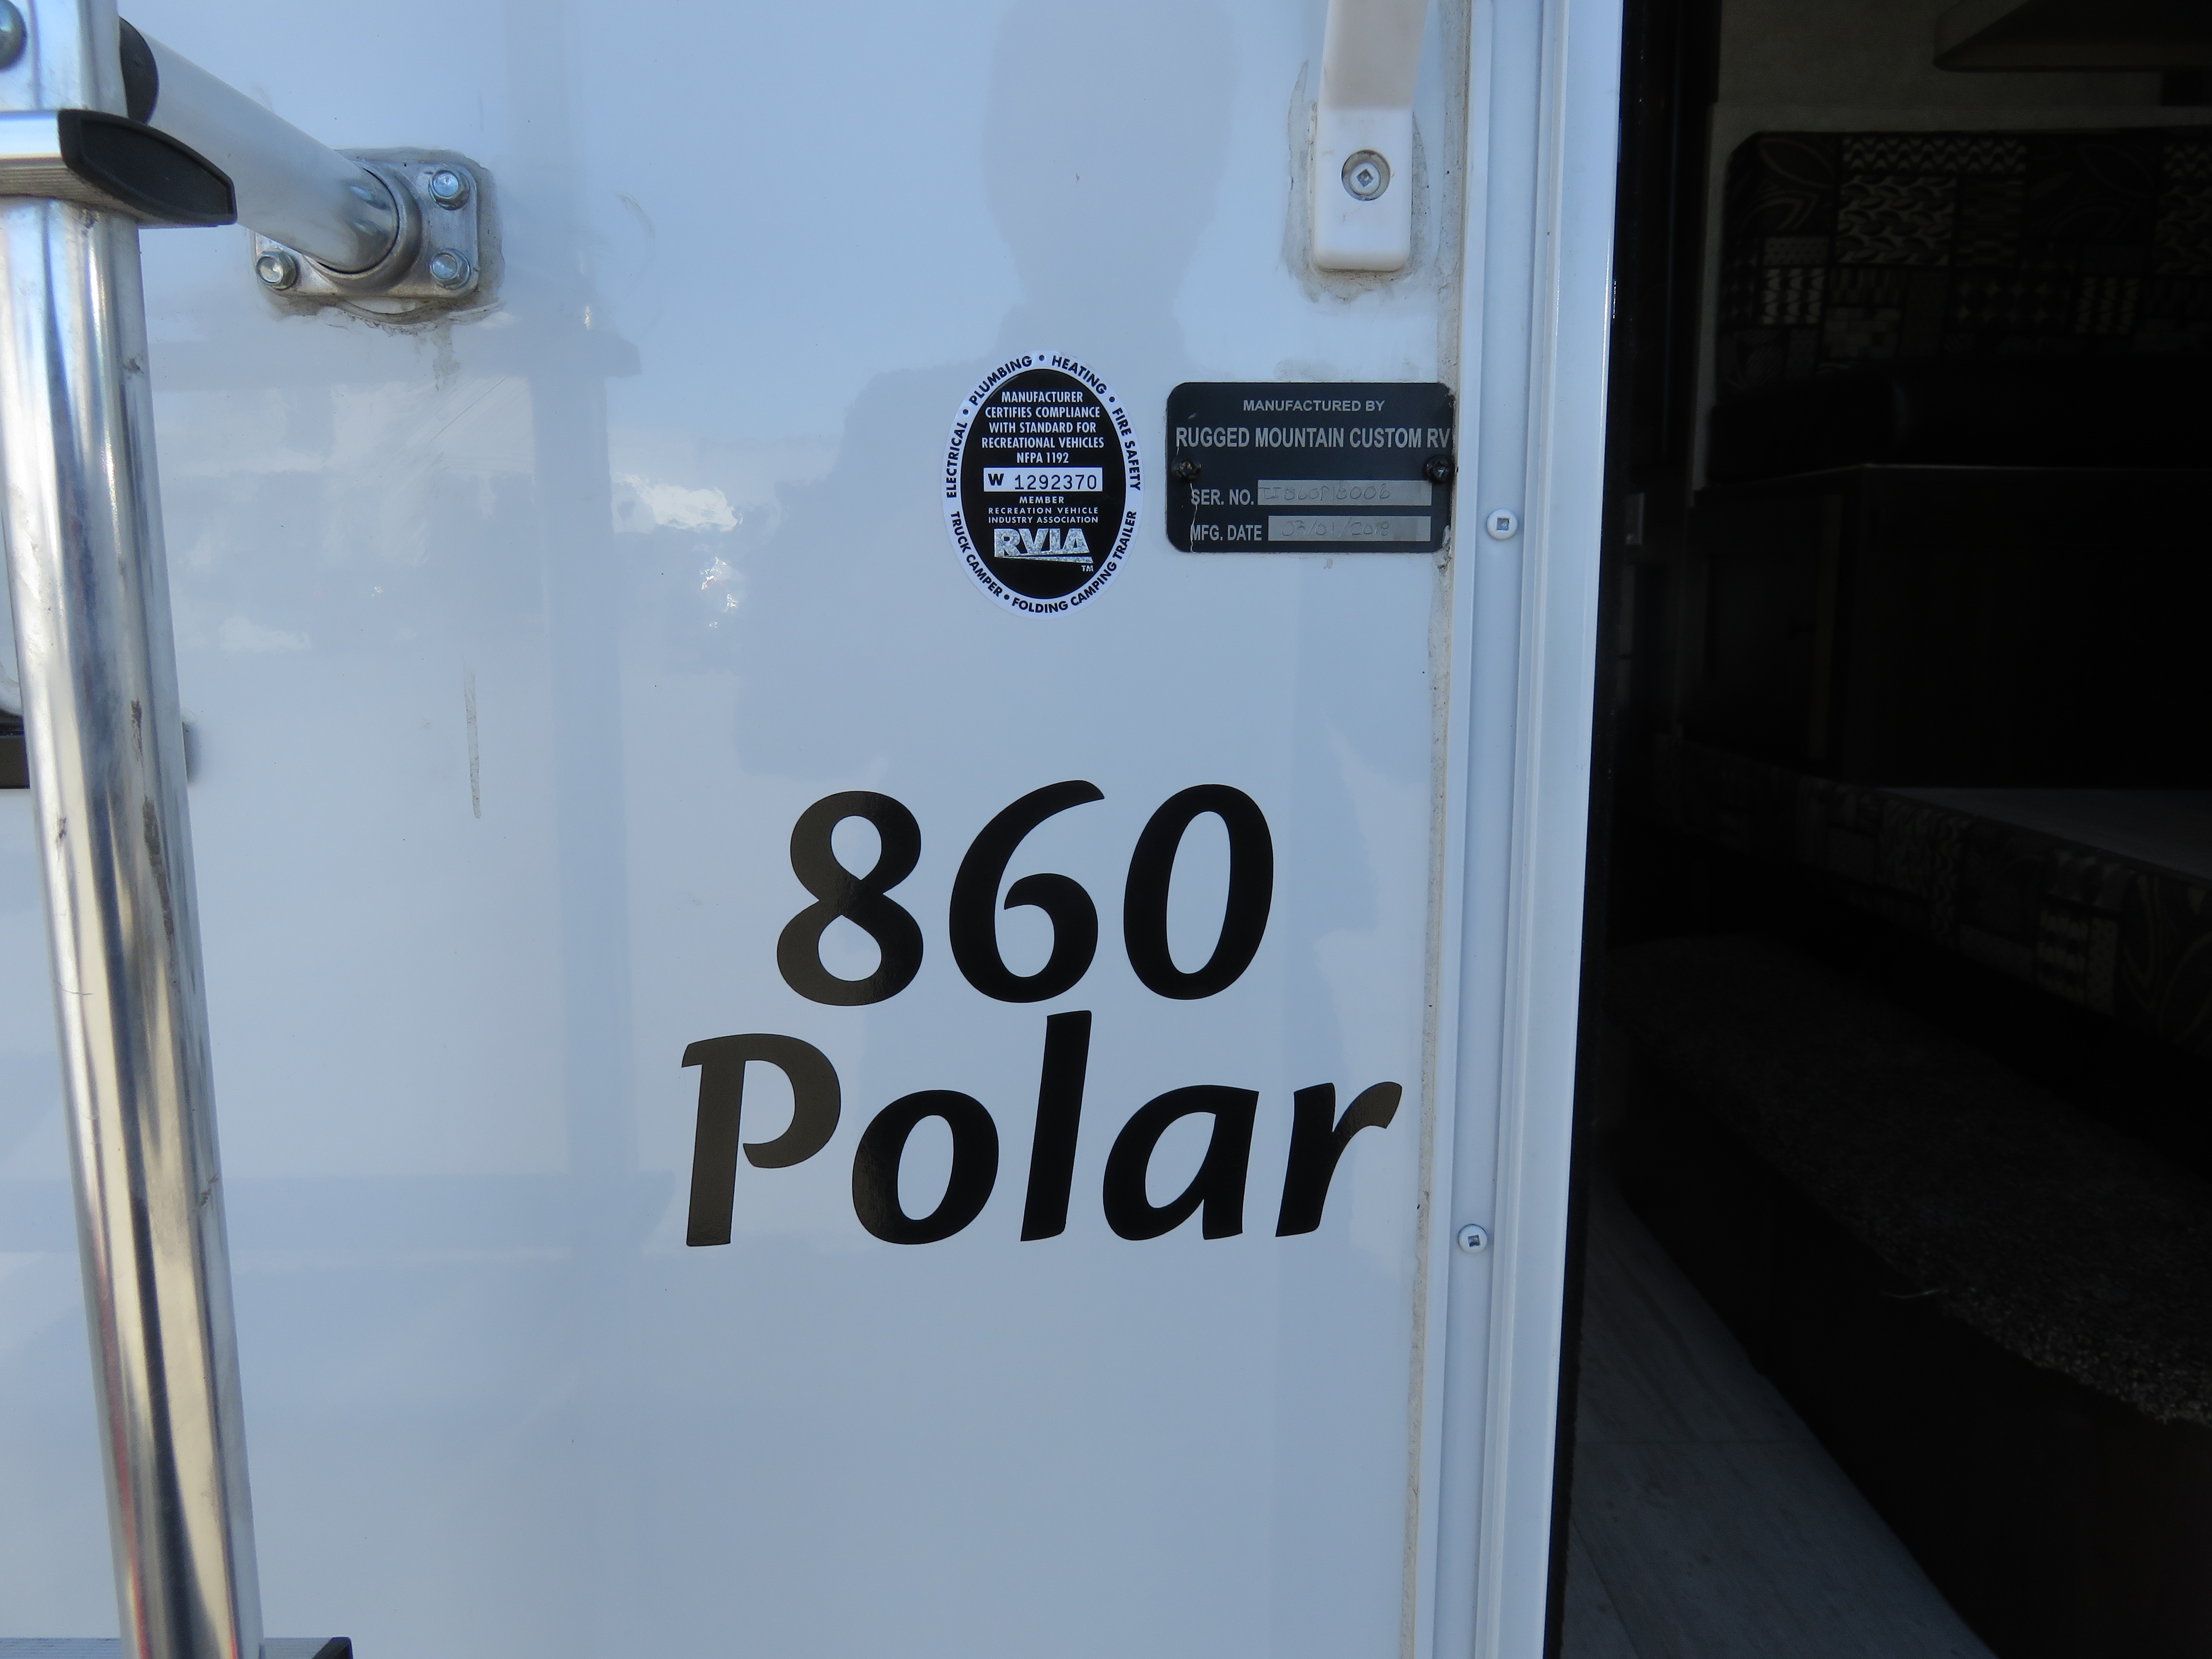 ELECTRICAL • PLUMBING • HEATING • FIRE SAFETY
MANUFACTURER
CERTIFIES COMPLIANCE
WITH STANDARD FOR
RECREATIONAL VEHICLES
NFPA 1192
W 1292370
MEMBER
RECREATION VEHICLE
INDUSTRY ASSOCIATION
RVIA
TM
TRUCK CAMPER • FOLDING CAMPING TRAILER
MANUFACTURED BY
RUGGED MOUNTAIN CUSTOM RV
SER. NO.
MFG. DATE
860
Polar